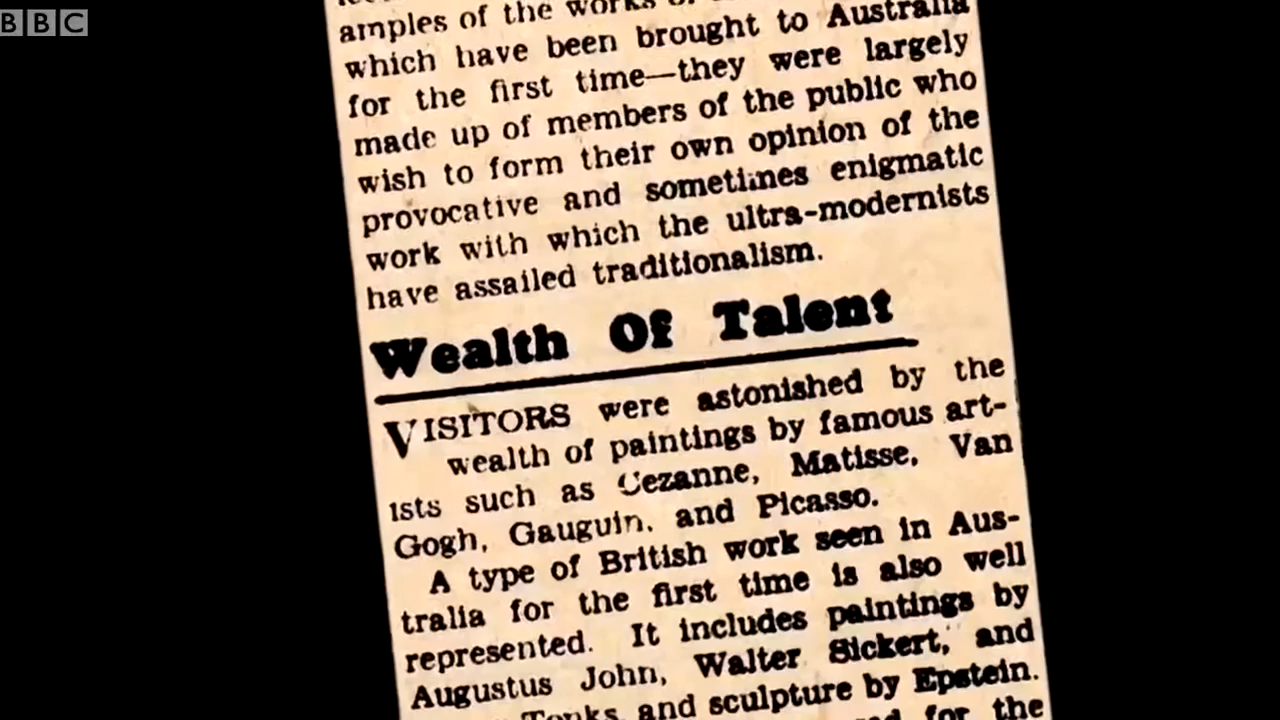 BBC
amples of the works
which have been brought to Australia
for the first time—they were largely
made up of members of the public who
wish to form their own opinion of the
provocative and sometimes enigmatic
work with which the ultra-modernists
have assailed traditionalism.
Wealth Of Talent
VISITORS were astonished by the
wealth of paintings by famous art-
ists such as Cezanne, Matisse, Van
Gogh, Gauguin, and Picasso.
A type of British work seen in Aus-
tralia for the first time is also well
represented. It includes paintings by
Augustus John, Walter Sickert, and
Tonks and sculpture by Epstein.
for the